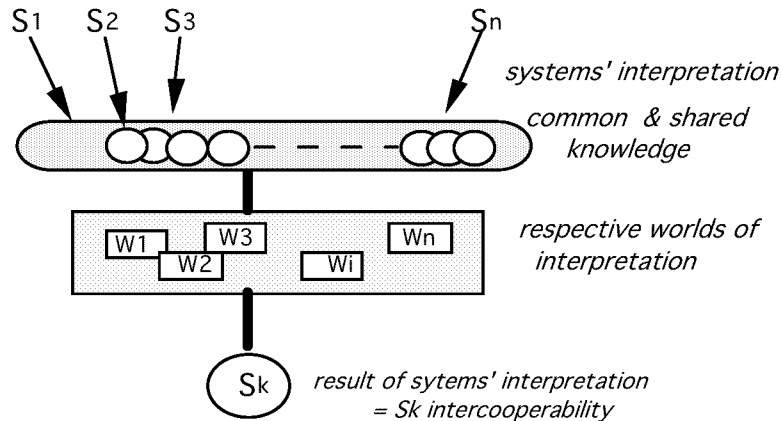 S1 S2 S3 Sn
systems' interpretation
common & shared
knowledge
W1 W2 W3 Wi Wn
respective worlds of
interpretation
Sk
result of sytems' interpretation
= Sk intercooperability